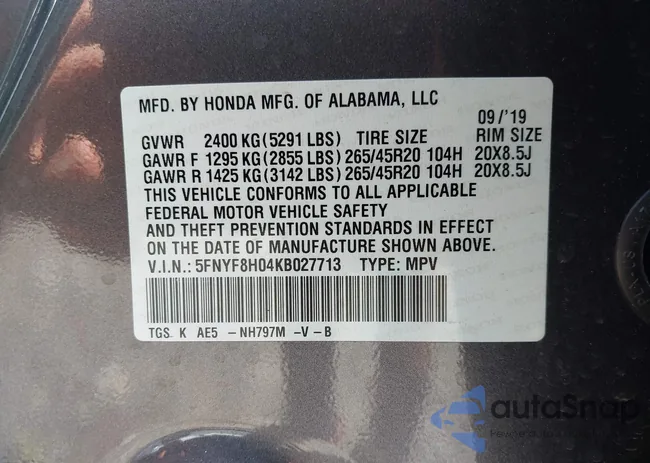 MFD. BY HONDA MFG. OF ALABAMA, LLC
09/'19
GVWR 2400 KG(5291 LBS) TIRE SIZE RIM SIZE
GAWR F 1295 KG(2855 LBS) 265/45R20 104H 20X8.5J
GAWR R 1425 KG(3142 LBS) 265/45R20 104H 20X8.5J
THIS VEHICLE CONFORMS TO ALL APPLICABLE
FEDERAL MOTOR VEHICLE SAFETY
AND THEFT PREVENTION STANDARDS IN EFFECT
ON THE DATE OF MANUFACTURE SHOWN ABOVE.
V.I.N.: 5FNYF8H04KB027713 TYPE: MPV
TGS. K AE5 -NH797M -V-B
autoSnap